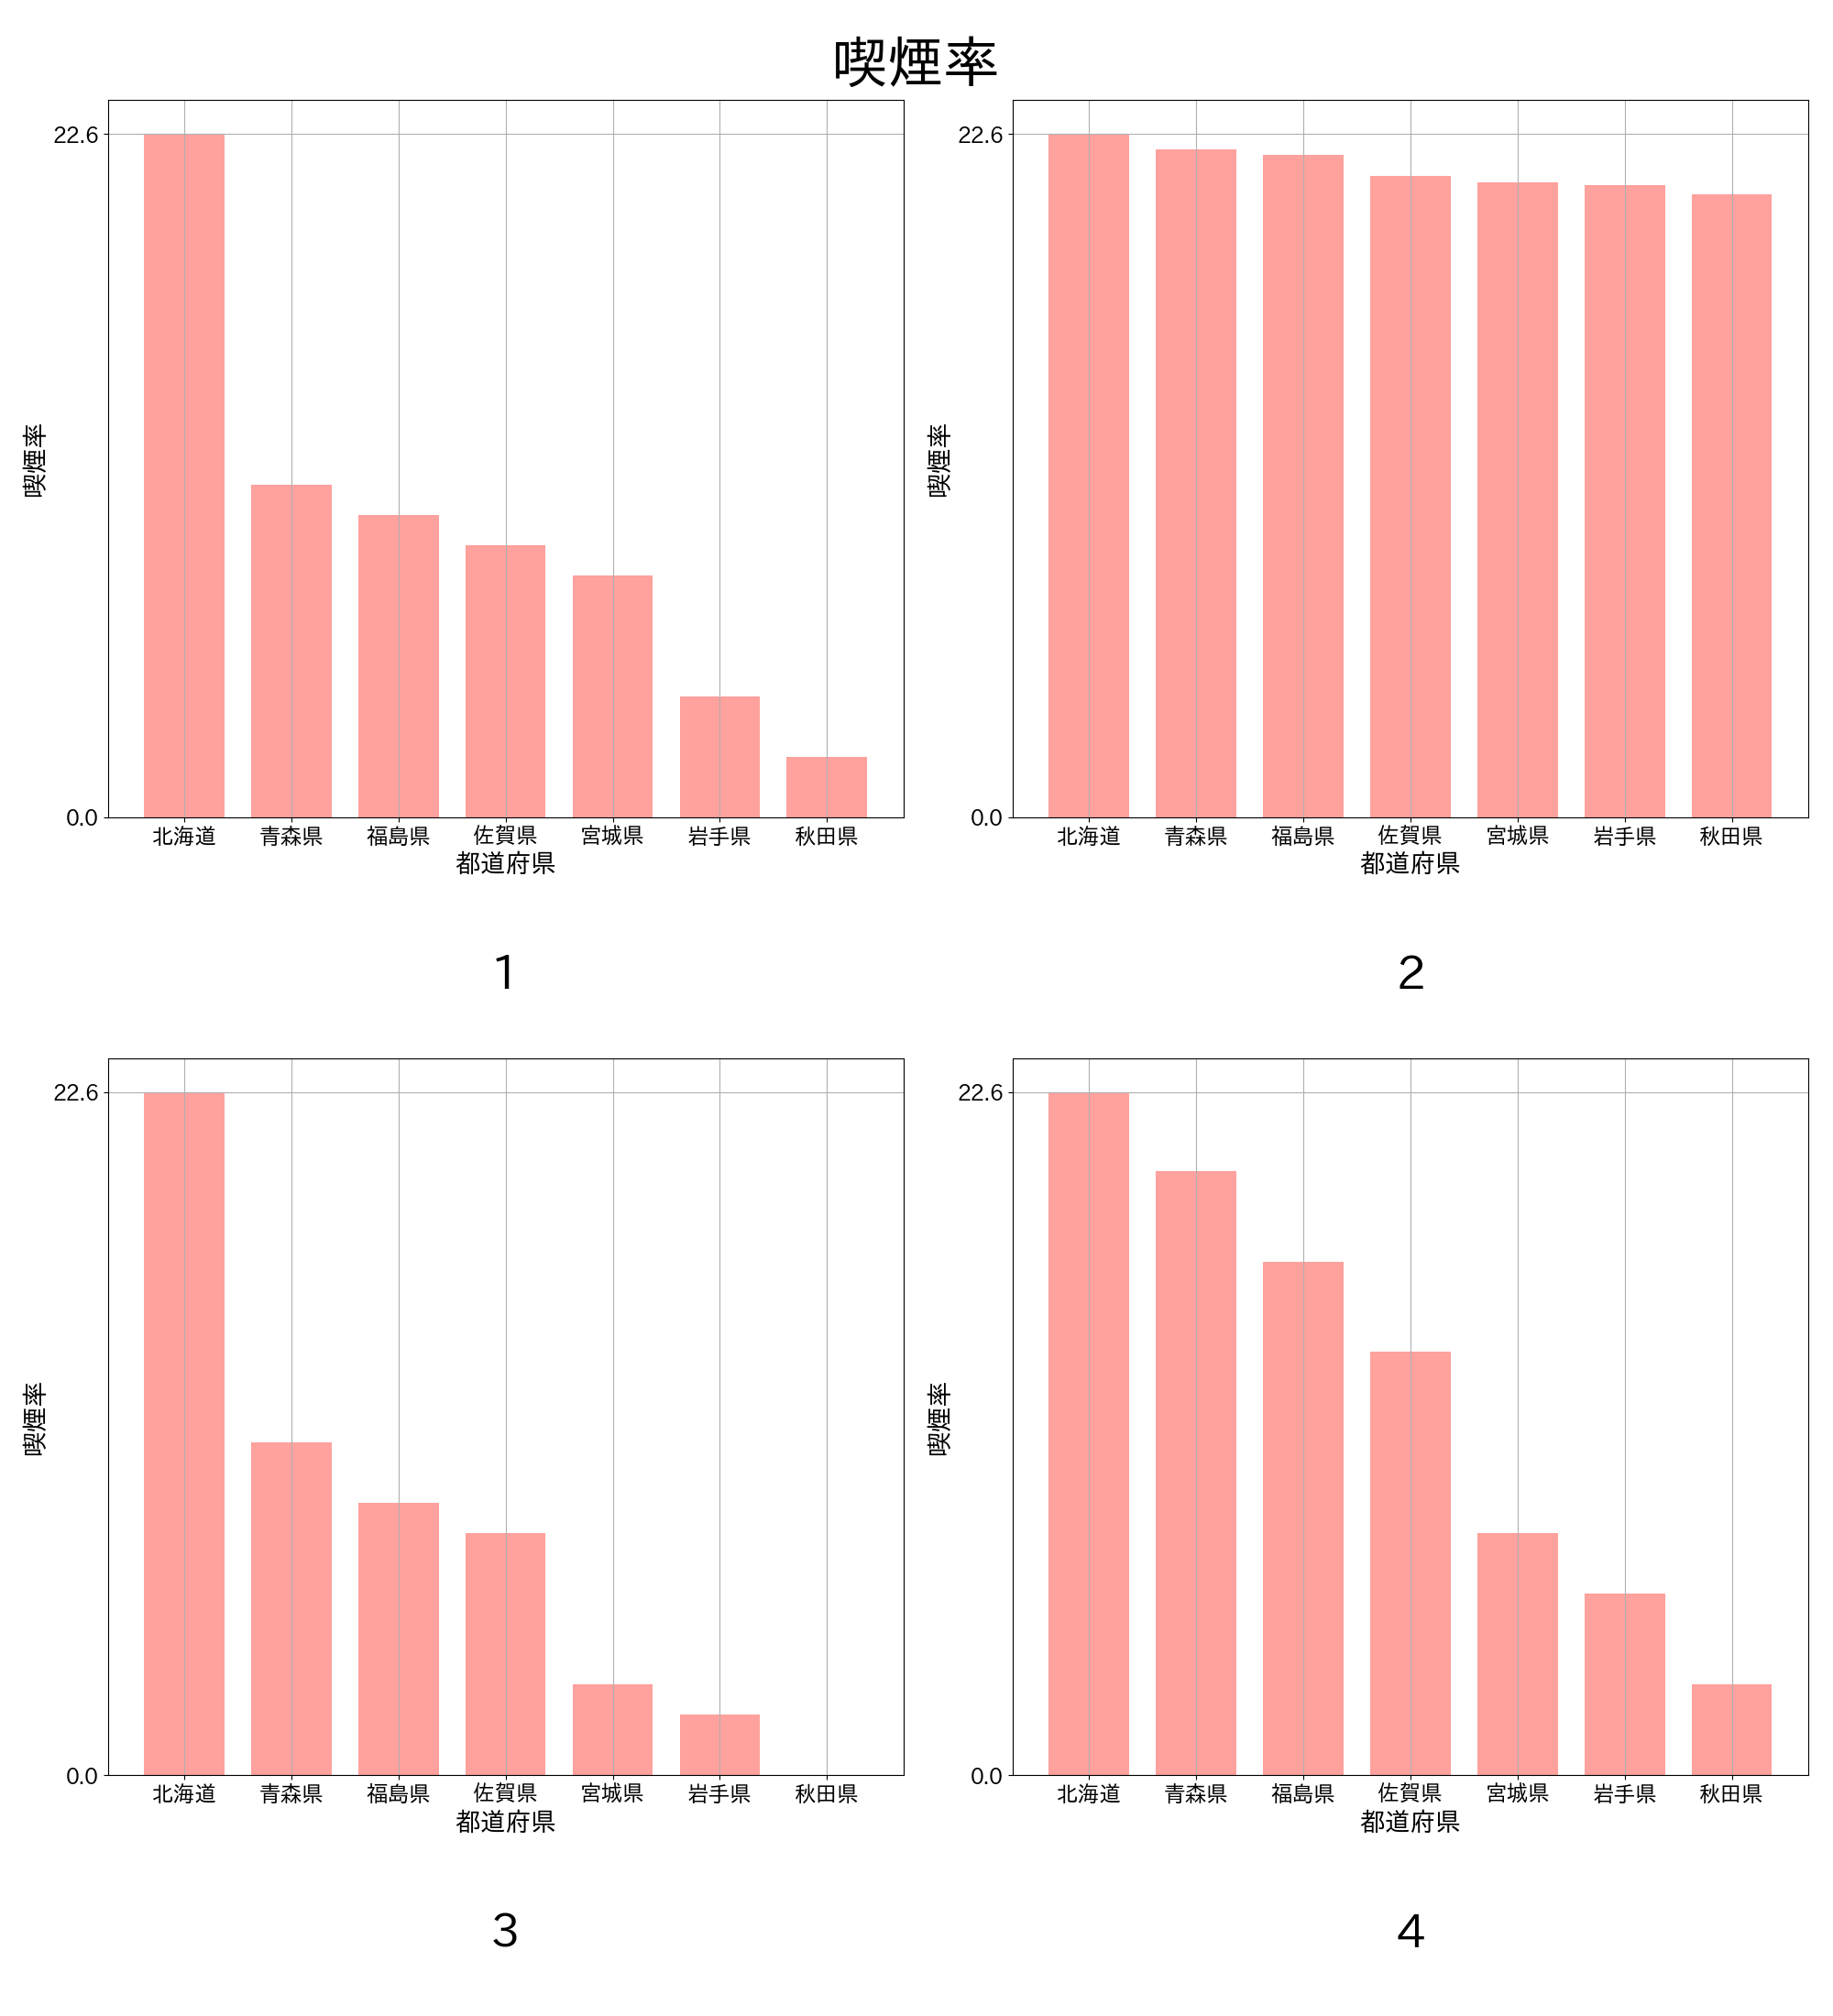 喫煙率
22.6
0.0
喫煙率
北海道 青森県 福島県 佐賀県 宮城県 岩手県 秋田県
都道府県
1
22.6
0.0
喫煙率
北海道 青森県 福島県 佐賀県 宮城県 岩手県 秋田県
都道府県
2
22.6
0.0
喫煙率
北海道 青森県 福島県 佐賀県 宮城県 岩手県 秋田県
都道府県
3
22.6
0.0
喫煙率
北海道 青森県 福島県 佐賀県 宮城県 岩手県 秋田県
都道府県
4